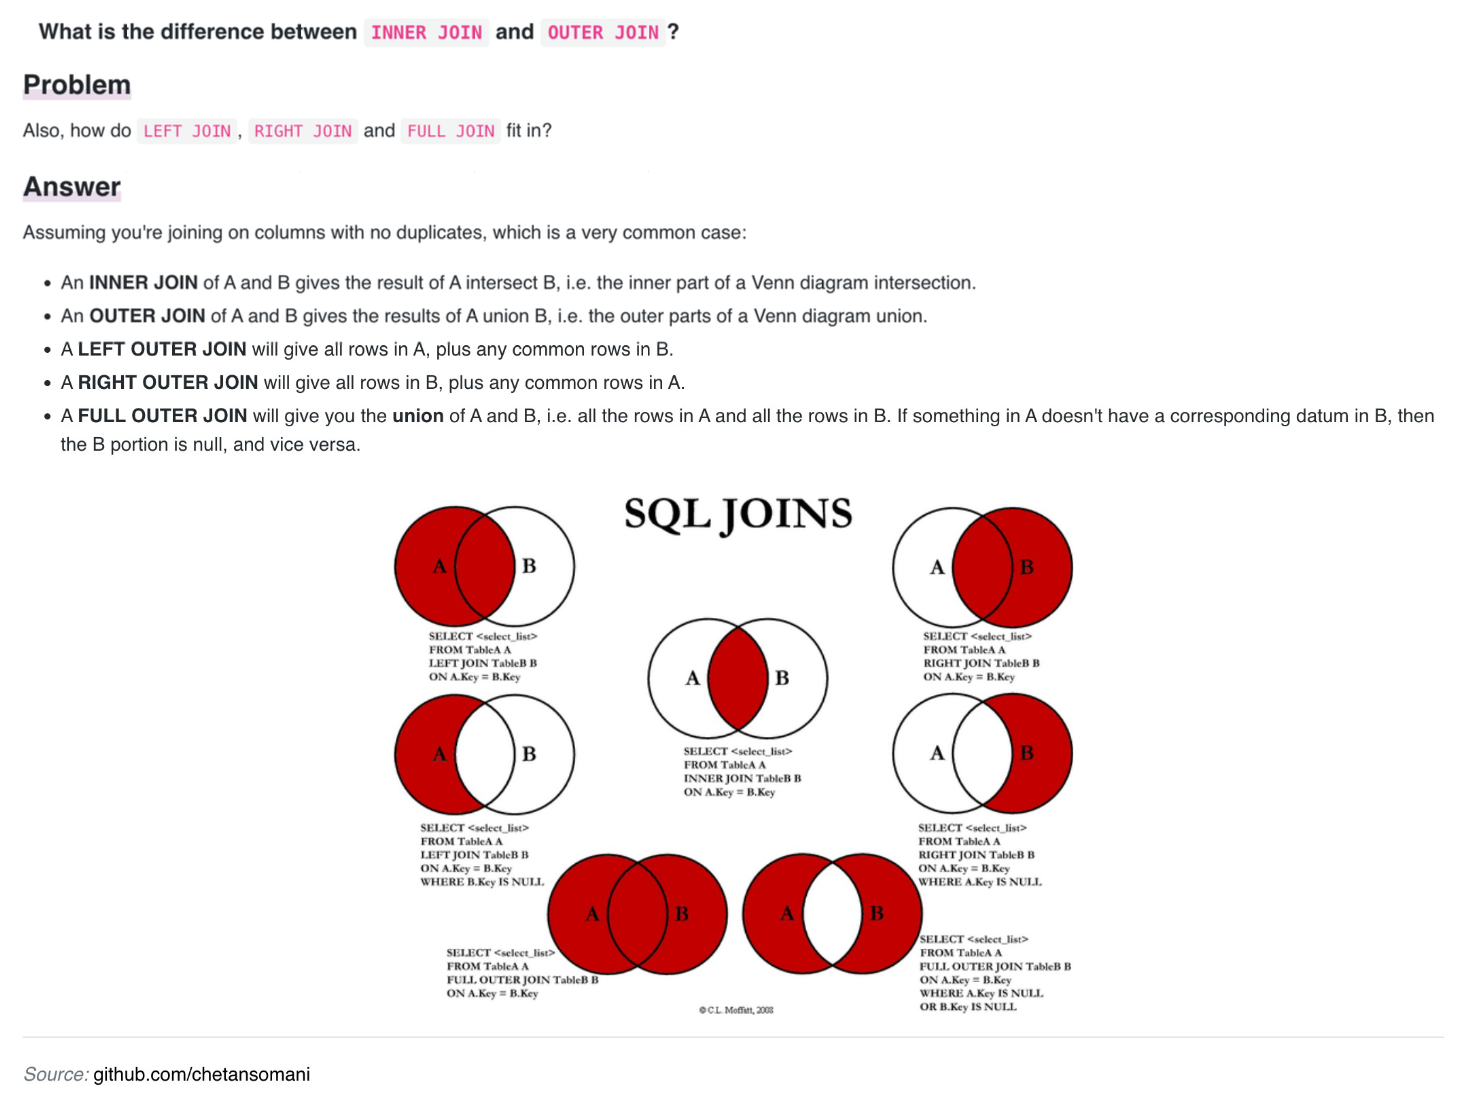 What is the difference between INNER JOIN and OUTER JOIN ?
Problem
Also, how do LEFT JOIN , RIGHT JOIN and FULL JOIN fit in?
Answer
Assuming you're joining on columns with no duplicates, which is a very common case:
• An INNER JOIN of A and B gives the result of A intersect B, i.e. the inner part of a Venn diagram intersection.
• An OUTER JOIN of A and B gives the results of A union B, i.e. the outer parts of a Venn diagram union.
• A LEFT OUTER JOIN will give all rows in A, plus any common rows in B.
• A RIGHT OUTER JOIN will give all rows in B, plus any common rows in A.
• A FULL OUTER JOIN will give you the union of A and B, i.e. all the rows in A and all the rows in B. If something in A doesn't have a corresponding datum in B, then
the B portion is null, and vice versa.
SQL JOINS
A B
SELECT <select_list>
FROM TableA A
LEFT JOIN TableB B
ON A.Key = B.Key
A B
SELECT <select_list>
FROM TableA A
RIGHT JOIN TableB B
ON A.Key = B.Key
A B
SELECT <select_list>
FROM TableA A
INNER JOIN TableB B
ON A.Key = B.Key
A B
SELECT <select_list>
FROM TableA A
LEFT JOIN TableB B
ON A.Key = B.Key
WHERE B.Key IS NULL
A B
SELECT <select_list>
FROM TableA A
RIGHT JOIN TableB B
ON A.Key = B.Key
WHERE A.Key IS NULL
A B
SELECT <select_list>
FROM TableA A
FULL OUTER JOIN TableB B
ON A.Key = B.Key
A B
SELECT <select_list>
FROM TableA A
FULL OUTER JOIN TableB B
ON A.Key = B.Key
WHERE A.Key IS NULL
OR B.Key IS NULL
© C.L. Moffatt, 2008
Source: github.com/chetansomani